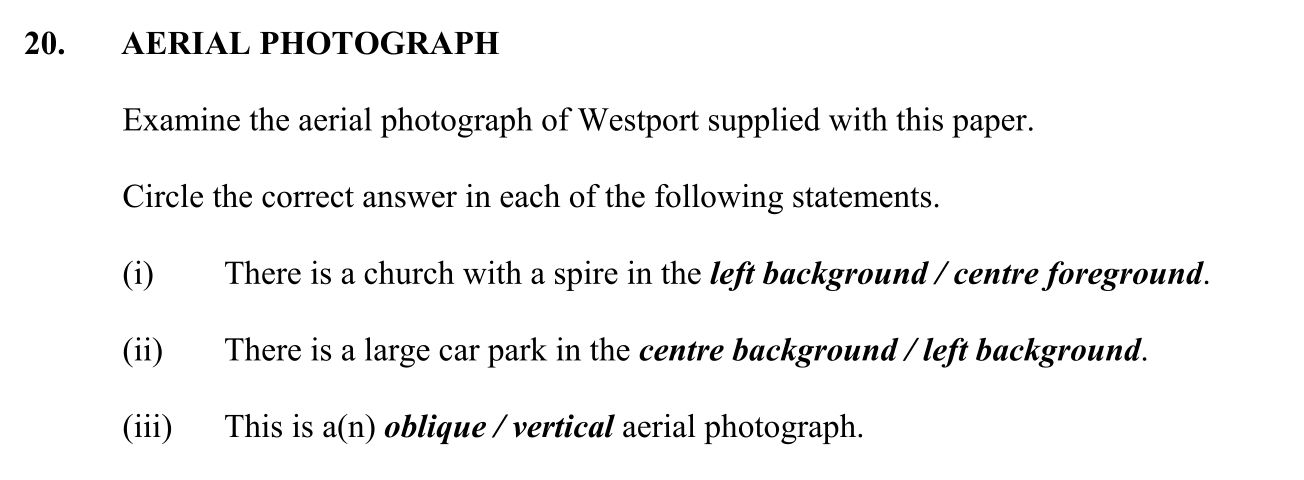 20. AERIAL PHOTOGRAPH
Examine the aerial photograph of Westport supplied with this paper.
Circle the correct answer in each of the following statements.
(i) There is a church with a spire in the left background / centre foreground.
(ii) There is a large car park in the centre background / left background.
(iii) This is a(n) oblique / vertical aerial photograph.